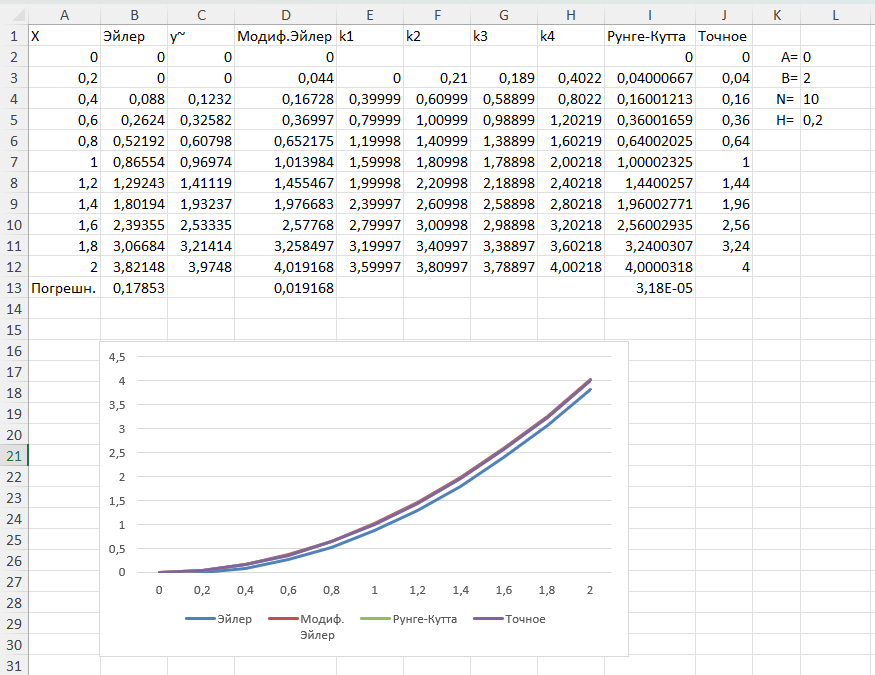 A B C D E F G H I J K L
1 X Эйлер y~ Модиф.Эйлер k1 k2 k3 k4 Рунге-Кутта Точное
2 0 0 0 0 0 0 A= 0
3 0,2 0 0 0,044 0 0,21 0,189 0,4022 0,04000667 0,04 B= 2
4 0,4 0,088 0,1232 0,16728 0,39999 0,60999 0,58899 0,8022 0,16001213 0,16 N= 10
5 0,6 0,2624 0,32582 0,36997 0,79999 1,00999 0,98899 1,20219 0,36001659 0,36 H= 0,2
6 0,8 0,52192 0,60798 0,652175 1,19998 1,40999 1,38899 1,60219 0,64002025 0,64
7 1 0,86554 0,96974 1,013984 1,59998 1,80998 1,78898 2,00218 1,00002325 1
8 1,2 1,29243 1,41119 1,455467 1,99998 2,20998 2,18898 2,40218 1,4400257 1,44
9 1,4 1,80194 1,93237 1,976683 2,39997 2,60998 2,58898 2,80218 1,96002771 1,96
10 1,6 2,39355 2,53335 2,57768 2,79997 3,00998 2,98898 3,20218 2,56002935 2,56
11 1,8 3,06684 3,21414 3,258497 3,19997 3,40997 3,38897 3,60218 3,2400307 3,24
12 2 3,82148 3,9748 4,019168 3,59997 3,80997 3,78897 4,00218 4,0000318 4
13 Погрешн. 0,17853 0,019168 3,18E-05
14
15
16
17
18
19
20
21
22
23
24
25
26
27
28
29
30
31
4,5
4
3,5
3
2,5
2
1,5
1
0,5
0
0 0,2 0,4 0,6 0,8 1 1,2 1,4 1,6 1,8 2
Эйлер Модиф. Рунге-Кутта Точное
Эйлер